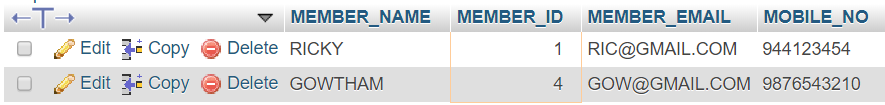 MEMBER_NAME MEMBER_ID MEMBER_EMAIL MOBILE_NO
Edit Copy Delete RICKY 1 RIC@GMAIL.COM 944123454
Edit Copy Delete GOWTHAM 4 GOW@GMAIL.COM 9876543210